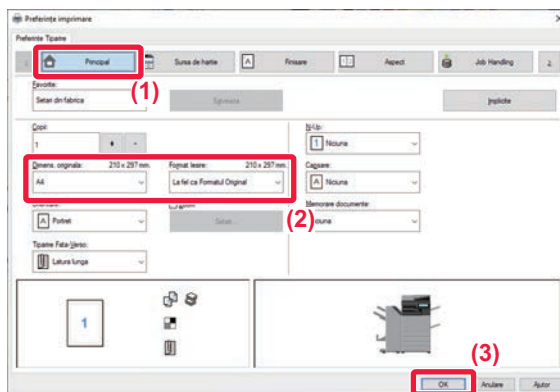 Preferințe imprimare
Preferinte Tiparire
Principal
Sursa de hartie
Finisare
Aspect
Job Handling
(1)
Favorite:
Setari din fabrica
Salveaza
Implicite
Copii:
1
N-Up:
Niciuna
Dimens. originala: 210 x 297 mm.
Format Iesire: 210 x 297 mm.
A4
La fel ca Formatul Original
Capsare:
Niciuna
(2)
Memorare documente:
Portret
Setari...
Tiparire Fata-Verso:
Latura lunga
1
(3)
OK
Anulare
Ajutor